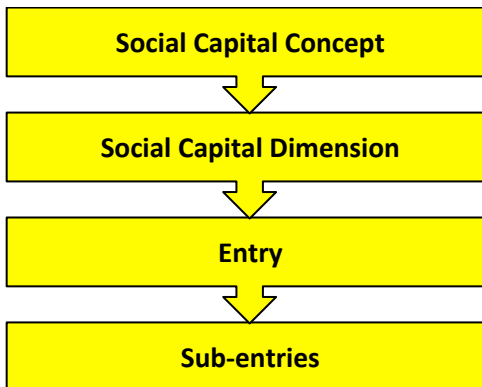 Social Capital Concept
Social Capital Dimension
Entry
Sub-entries